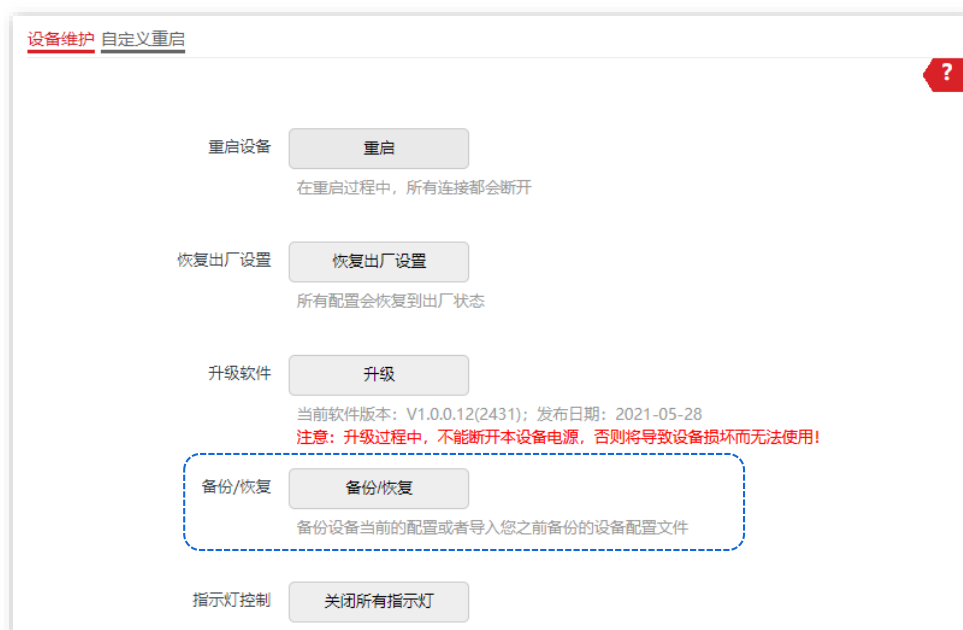 设备维护 自定义重启
?
重启设备 重启
在重启过程中，所有连接都会断开
恢复出厂设置 恢复出厂设置
所有配置会恢复到出厂状态
升级软件 升级
当前软件版本：V1.0.0.12(2431)；发布日期：2021-05-28
注意：升级过程中，不能断开本设备电源，否则将导致设备损坏而无法使用!
备份/恢复 备份/恢复
备份设备当前的配置或者导入您之前备份的设备配置文件
指示灯控制 关闭所有指示灯